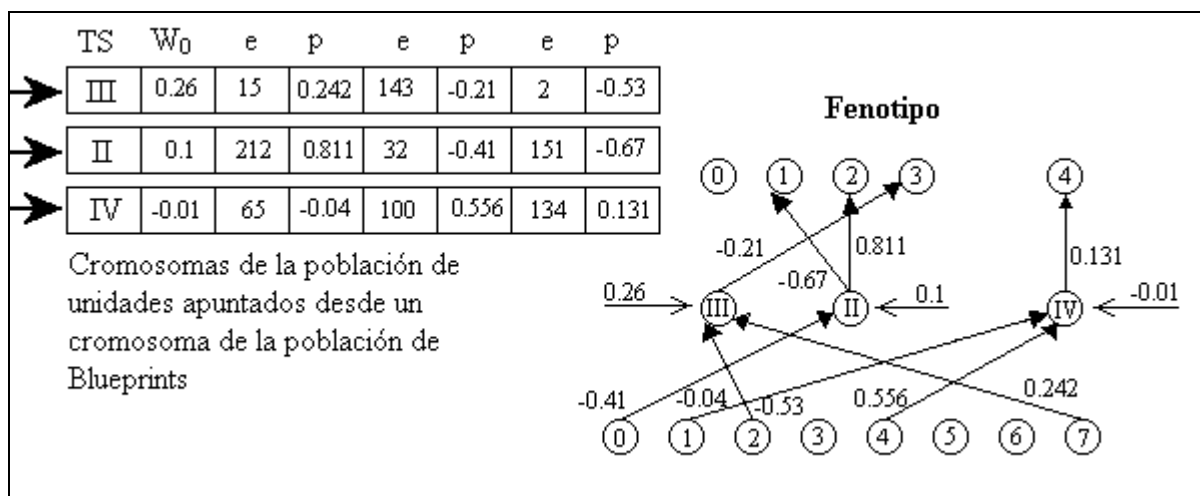 TS W0 e p e p e p
III 0.26 15 0.242 143 -0.21 2 -0.53
II 0.1 212 0.811 32 -0.41 151 -0.67
IV -0.01 65 -0.04 100 0.556 134 0.131
Cromosomas de la población de
unidades apuntados desde un
cromosoma de la población de
Blueprints
Fenotipo
0 1 2 3 4
-0.21 -0.67 0.811 0.131
0.26 III II 0.1 IV -0.01
-0.41 -0.04 -0.53 0.556 0.242
0 1 2 3 4 5 6 7